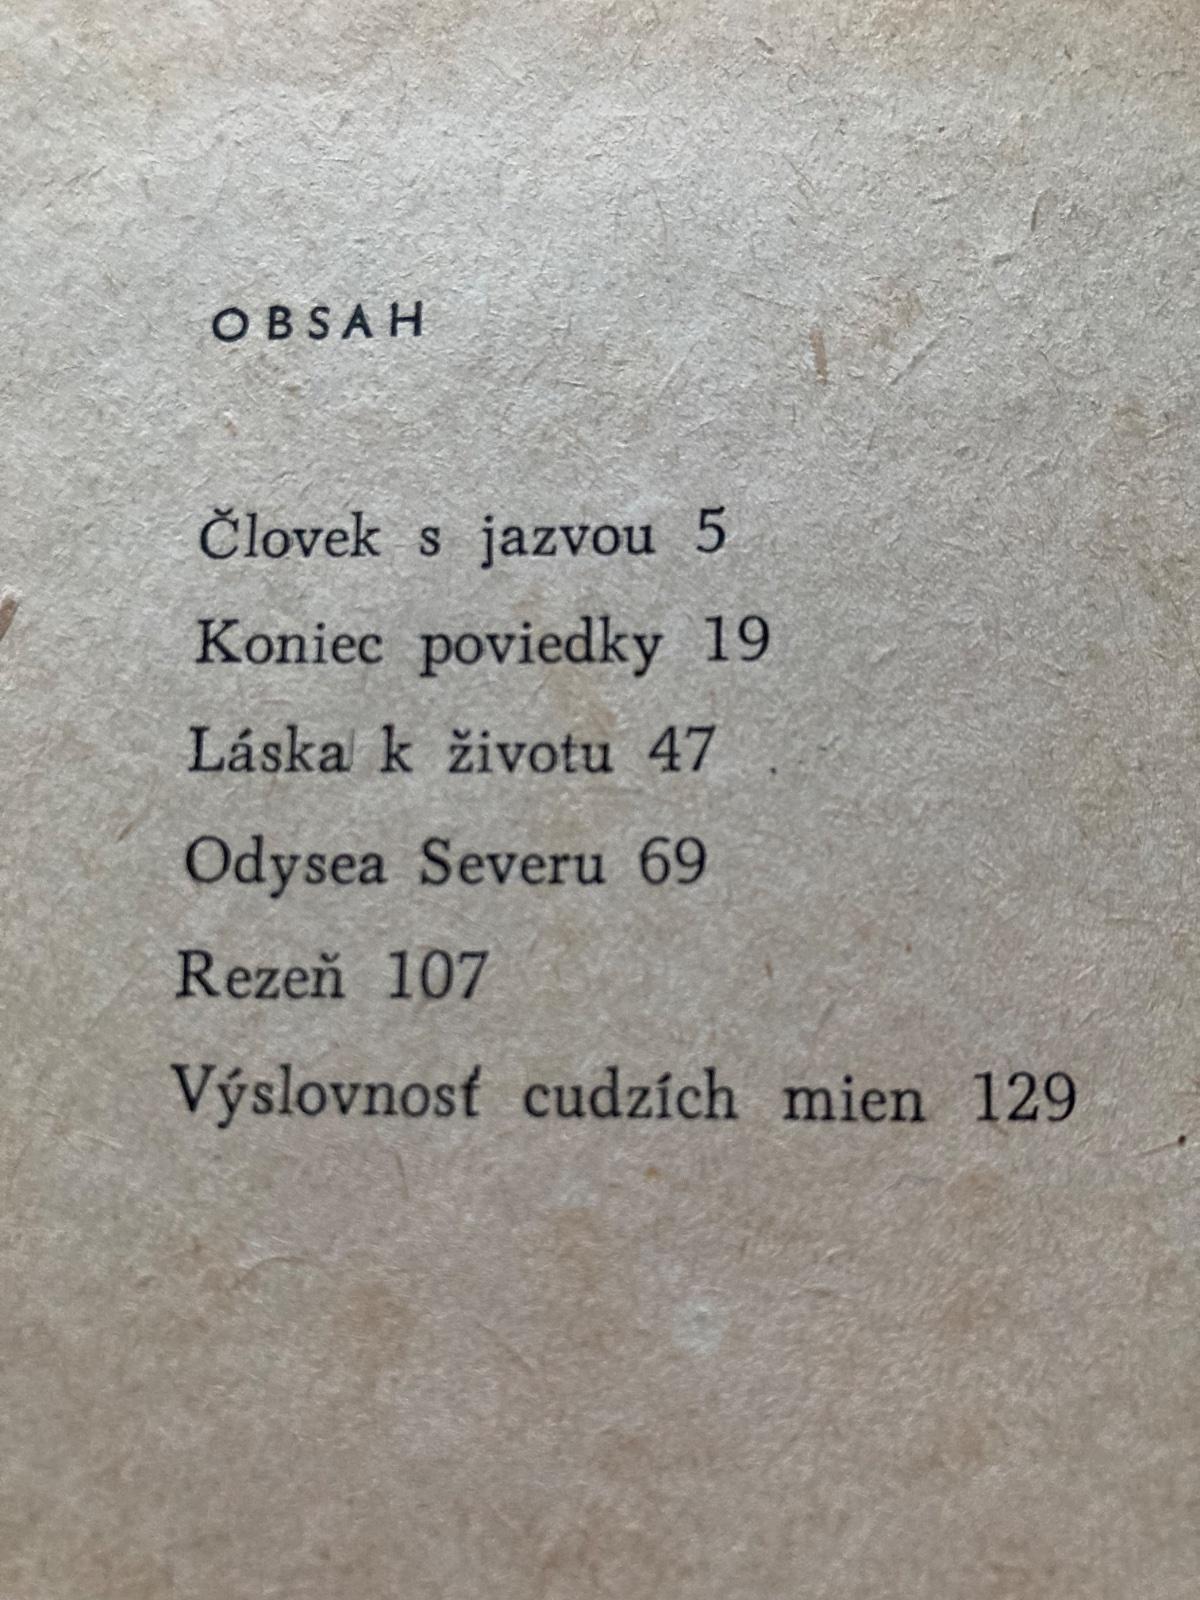 OBSAH
Človek s jazvou 5
Koniec poviedky 19
Láska k životu 47
Odysea Severu 69
Rezeň 107
Výslovnosť cudzích mien 129